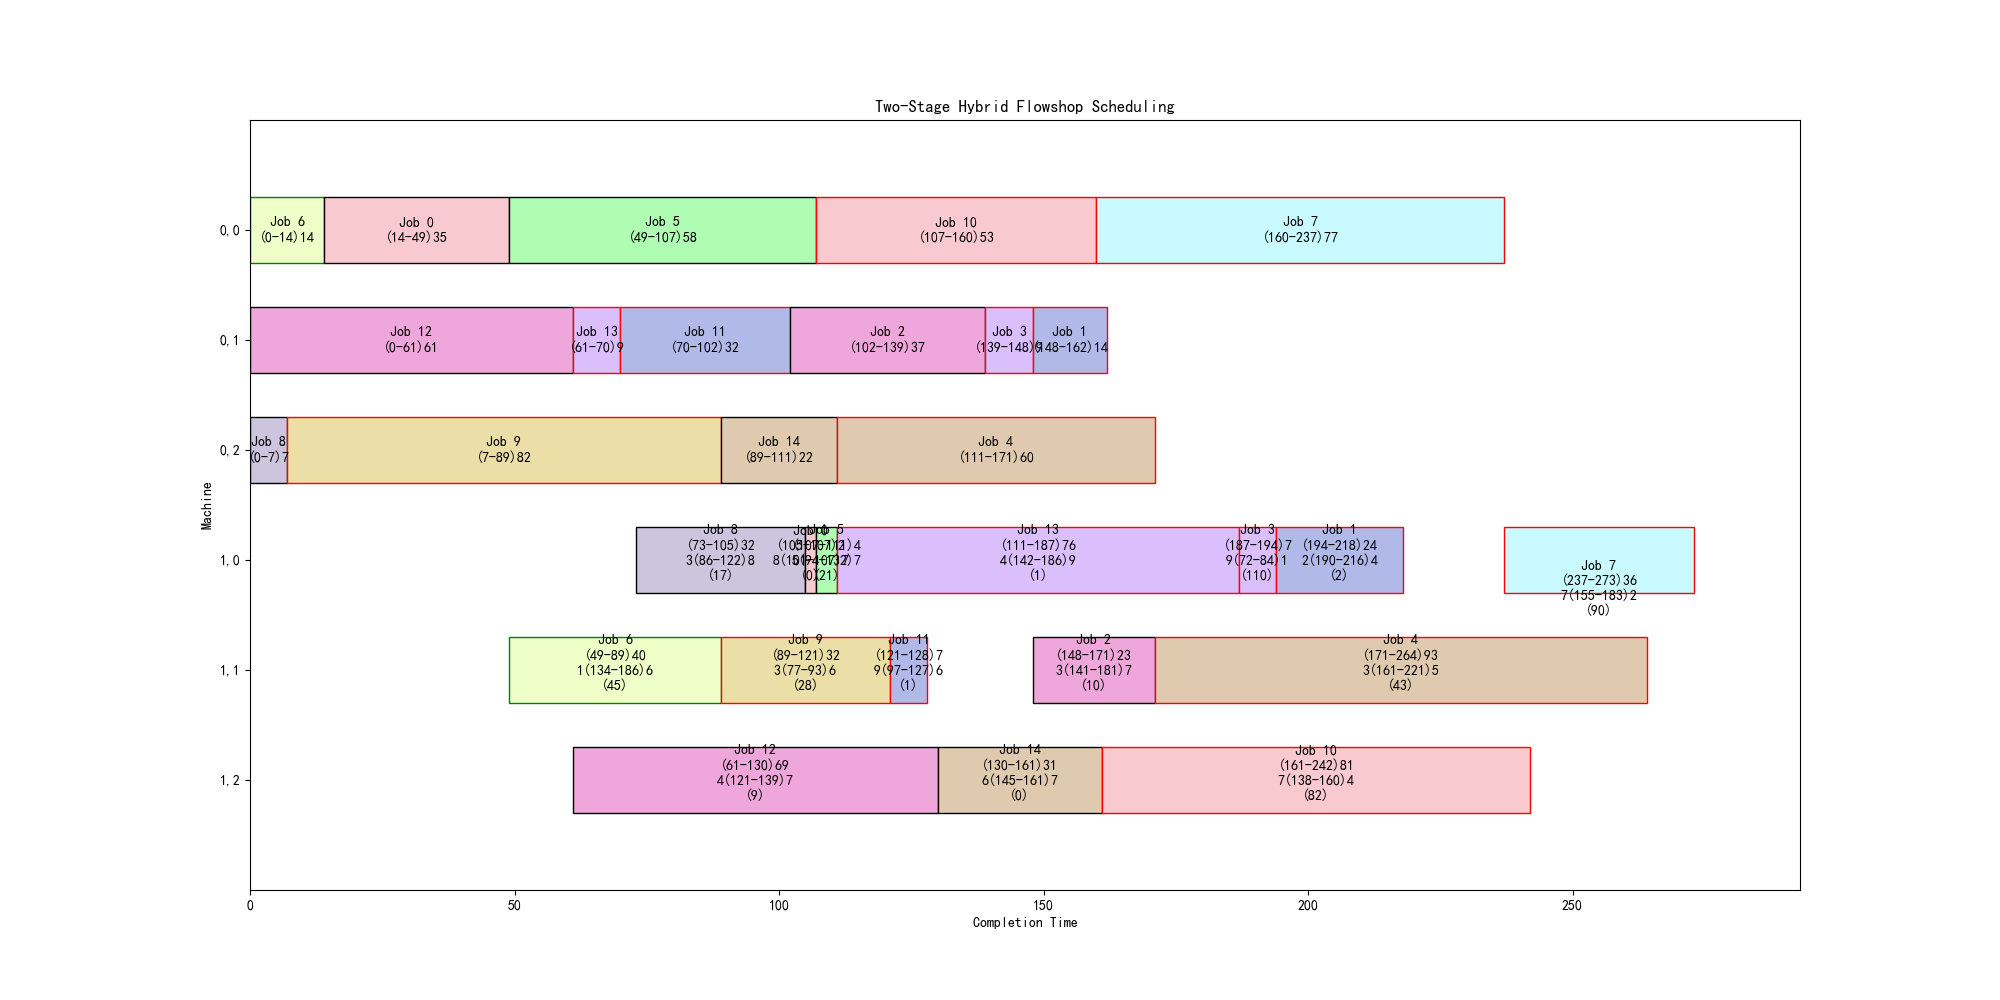 Two-Stage Hybrid Flowshop Scheduling
0,0
Job 6
(0-14)14
Job 0
(14-49)35
Job 5
(49-107)58
Job 10
(107-160)53
Job 7
(160-237)77
0,1
Job 12
(0-61)61
Job 13
(61-70)9
Job 11
(70-102)32
Job 2
(102-139)37
Job 3
(139-148)9
Job 1
(148-162)14
0,2
Job 8
(0-7)7
Job 9
(7-89)82
Job 14
(89-111)22
Job 4
(111-171)60
Machine
1,0
Job 8
(73-105)32
3(86-122)8
(17)
Job 0
(0)
Job 5
(107-111)4
(21)
Job 13
(111-187)76
4(142-186)9
(1)
Job 3
(187-194)7
9(72-84)1
(110)
Job 1
(194-218)24
2(190-216)4
(2)
Job 7
(237-273)36
7(155-183)2
(90)
1,1
Job 6
(49-89)40
1(134-186)6
(45)
Job 9
(89-121)32
3(77-93)6
(28)
Job 11
(121-128)7
9(97-127)6
(1)
Job 2
(148-171)23
3(141-181)7
(10)
Job 4
(171-264)93
3(161-221)5
(43)
1,2
Job 12
(61-130)69
4(121-139)7
(9)
Job 14
(130-161)31
6(145-161)7
(0)
Job 10
(161-242)81
7(138-160)4
(82)
0 50 100 150 200 250
Completion Time